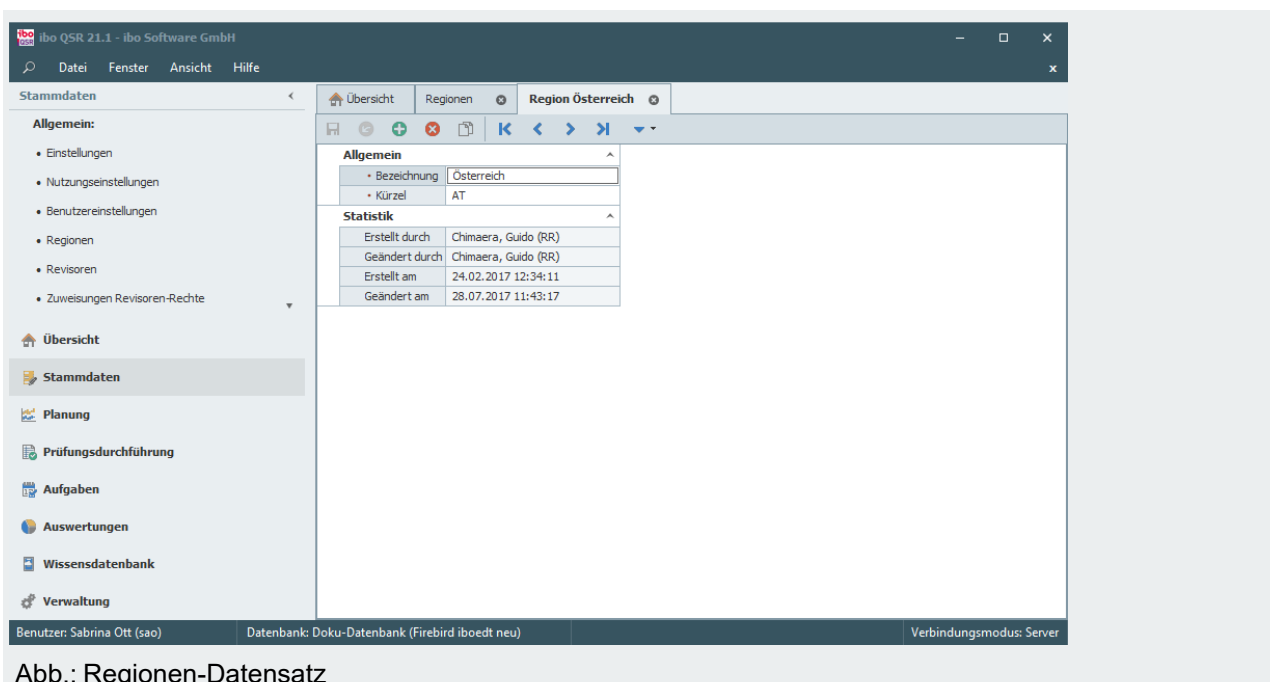 ibo QSR 21.1 - ibo Software GmbH
Datei Fenster Ansicht Hilfe
Stammdaten
Allgemein:
• Einstellungen
• Nutzungseinstellungen
• Benutzereinstellungen
• Regionen
• Revisoren
• Zuweisungen Revisoren-Rechte
Übersicht
Stammdaten
Planung
Prüfungsdurchführung
Aufgaben
Auswertungen
Wissensdatenbank
Verwaltung
Übersicht Regionen Region Österreich
Allgemein
• Bezeichnung Österreich
• Kürzel AT
Statistik
Erstellt durch Chimaera, Guido (RR)
Geändert durch Chimaera, Guido (RR)
Erstellt am 24.02.2017 12:34:11
Geändert am 28.07.2017 11:43:17
Benutzer: Sabrina Ott (sao) Datenbank: Doku-Datenbank (Firebird iboedt neu) Verbindungsmodus: Server
Abb.: Regionen-Datensatz